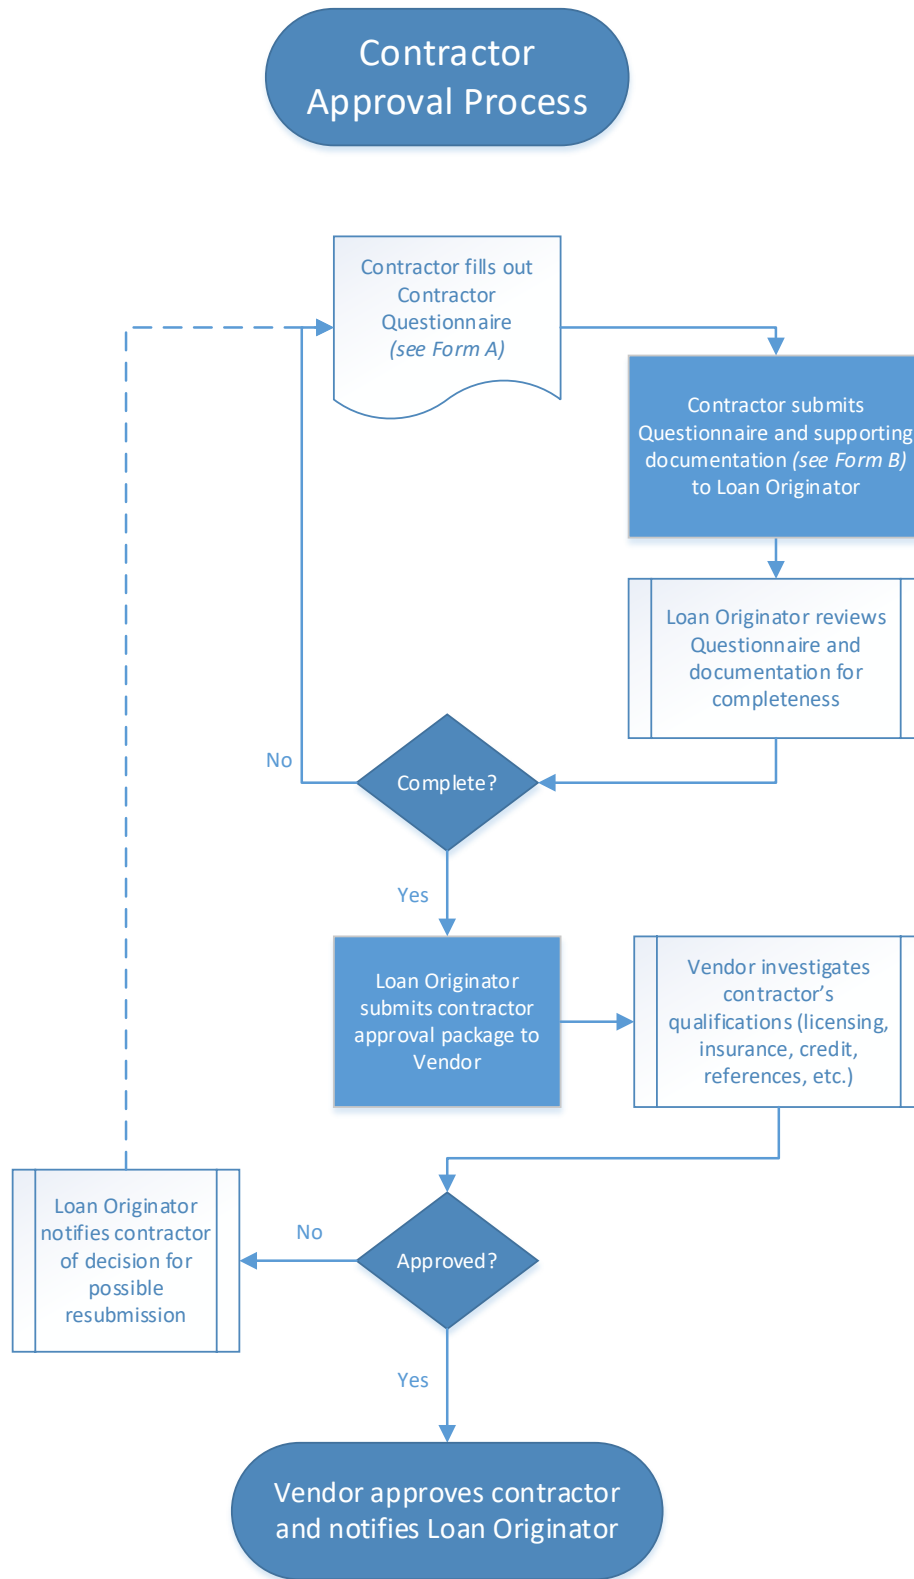 Contractor
Approval Process
Contractor fills out
Contractor
Questionnaire
(see Form A)
Contractor submits
Questionnaire and supporting
documentation (see Form B)
to Loan Originator
Loan Originator reviews
Questionnaire and
documentation for
completeness
No
Complete?
Yes
Loan Originator
submits contractor
approval package to
Vendor
Vendor investigates
contractor’s
qualifications (licensing,
insurance, credit,
references, etc.)
Loan Originator
notifies contractor
of decision for
possible
resubmission
No
Approved?
Yes
Vendor approves contractor
and notifies Loan Originator